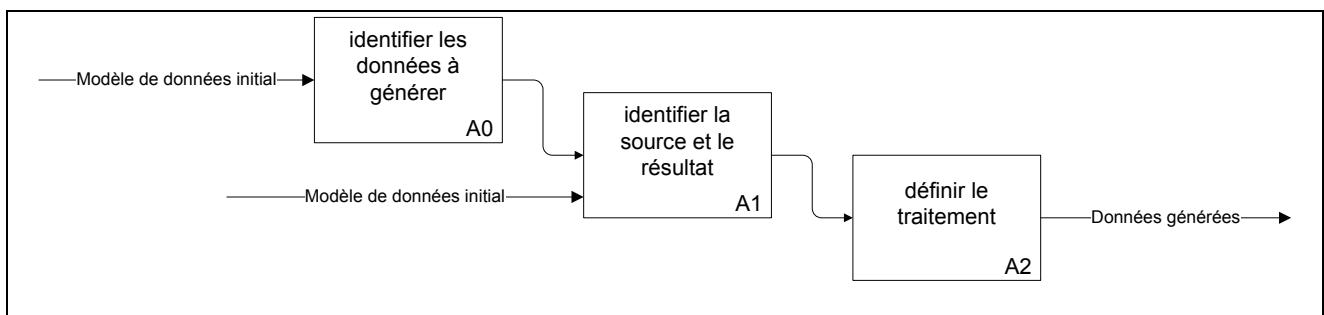 Modèle de données initial
identifier les
données à
générer
A0
Modèle de données initial
identifier la
source et le
résultat
A1
définir le
traitement
A2
Données générées